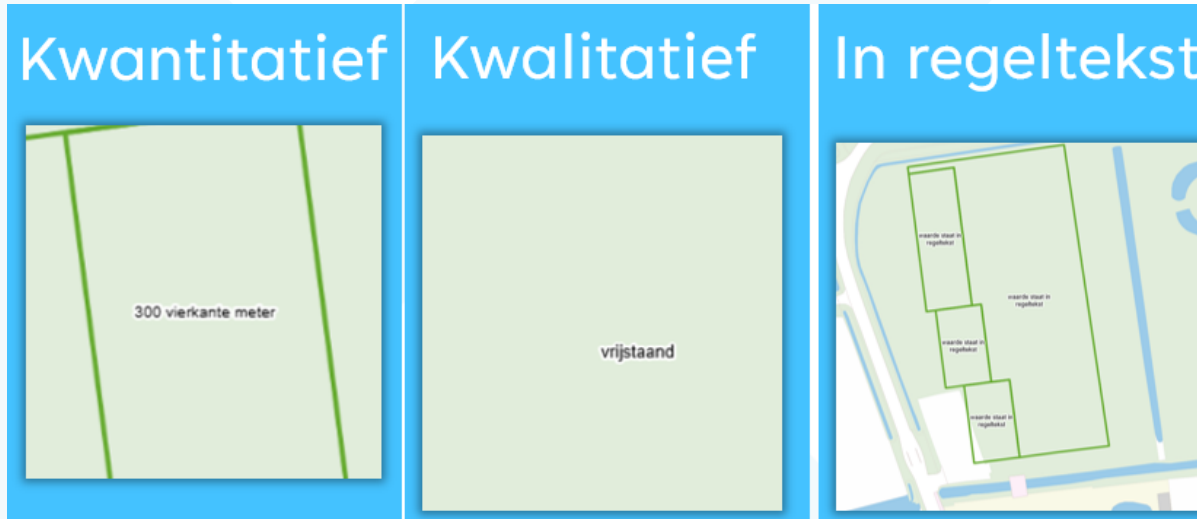 Kwantitatief
300 vierkante meter
Kwalitatief
vrijstaand
In regeltekst
waarde staat in
regeltekst
waarde staat in
regeltekst
waarde staat in
regeltekst
waarde staat in
regeltekst